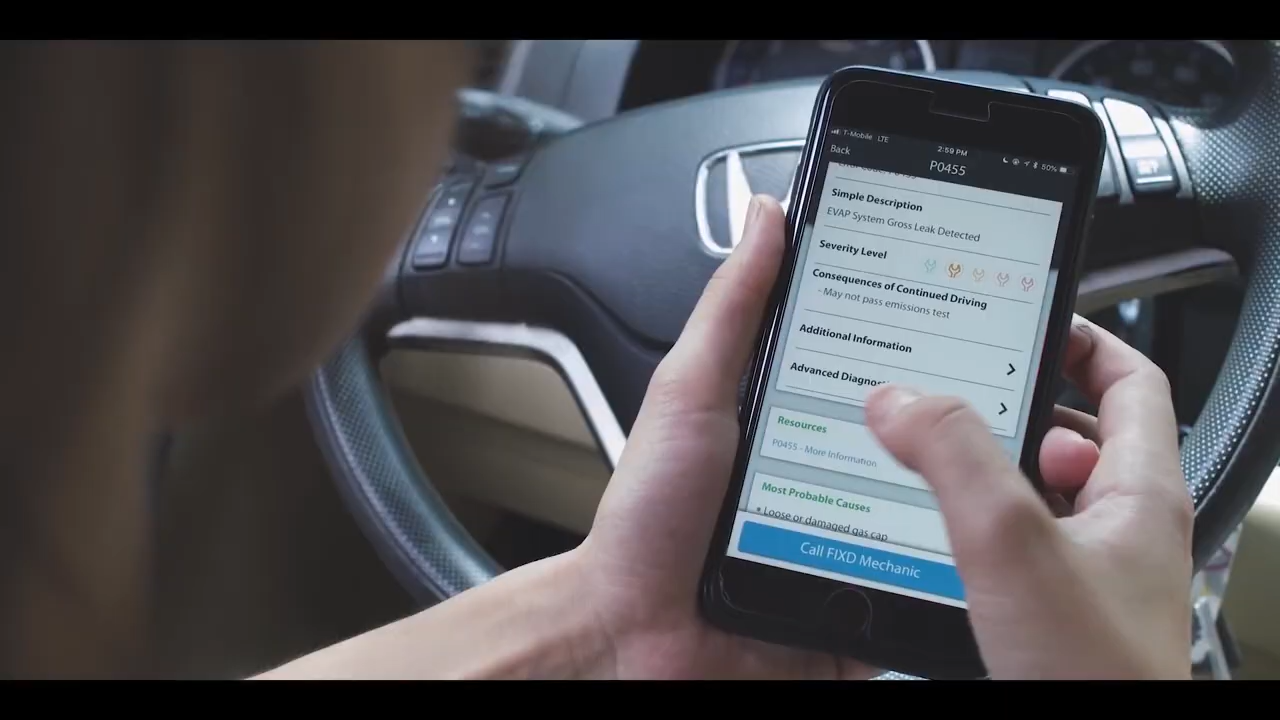 T-Mobile LTE
2:59 PM
50%
Back
P0455
Simple Description
EVAP System Gross Leak Detected
Severity Level
Consequences of Continued Driving
- May not pass emissions test
Additional Information
Advanced
Resources
P0455 - More Information
Most Probable Causes
* Loose or damaged gas cap
Call FIXD Mechanic